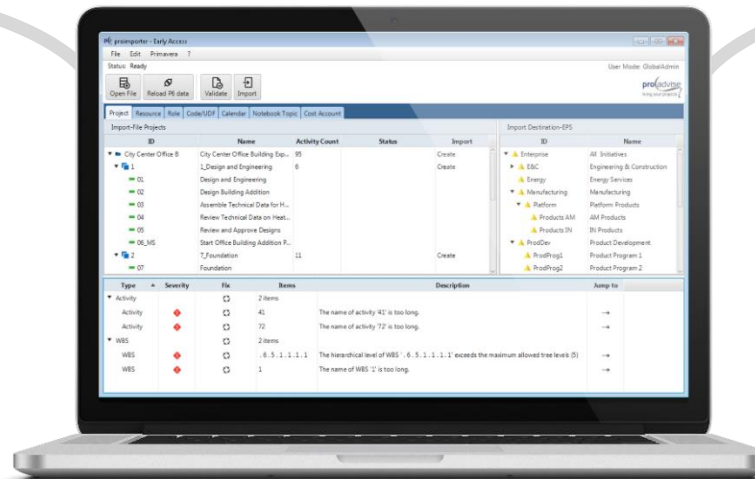 proimporter - Early Access
File Edit Primavera ?
Status: Ready User Mode: GlobalAdmin
Open File Reload P6 data Validate Import
pro(advise
Project Resource Role Code/UDF Calendar Notebook Topic Cost Account
Import-File Projects Import Destination-EPS
ID Name Activity Count Status Import ID Name
City Center Office B City Center Office Building Exp... 95 Create Enterprise All Initiatives
1 1_Design and Engineering 6 Create E&C Engineering & Construction
01 Design and Engineering Energy Energy Services
02 Design Building Addition Manufacturing Manufacturing
03 Assemble Technical Data for H... Platform Platform Products
04 Review Technical Data on Heat... Products AM AM Products
05 Review and Approve Designs Products IN IN Products
06_MS Start Office Building Addition P... ProdDev Product Development
2 7_Foundation 11 Create ProdProg1 Product Program 1
07 Foundation ProdProg2 Product Program 2
Type Severity Fix Items Description Jump to
Activity 2 items
Activity 41 The name of activity '41' is too long. →
Activity 72 The name of activity '72' is too long. →
WBS 2 items
WBS .6.5.1.1.1.1 The hierarchical level of WBS '.6.5.1.1.1.1' exceeds the maximum allowed tree levels (5) →
WBS 1 The name of WBS '1' is too long. →